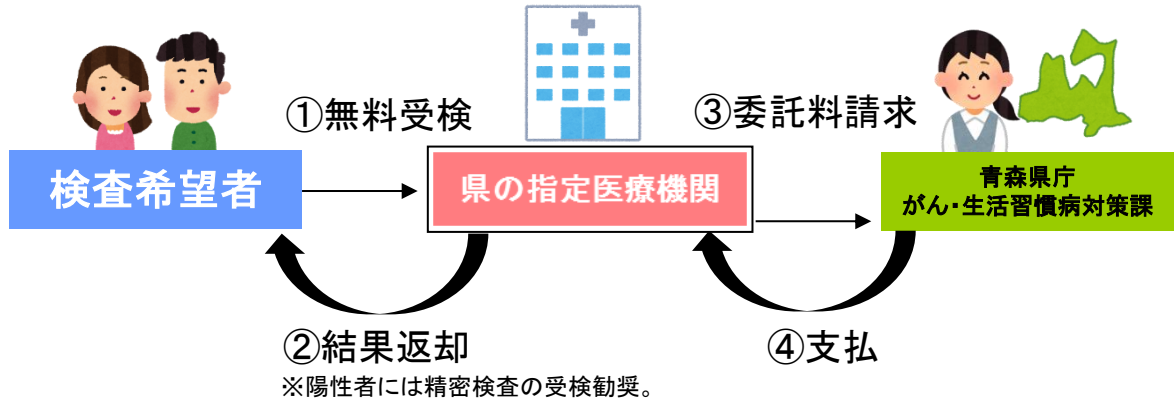 ①無料受検
③委託料請求
検査希望者
県の指定医療機関
青森県庁
がん・生活習慣病対策課
②結果返却
※陽性者には精密検査の受検勧奨。
④支払